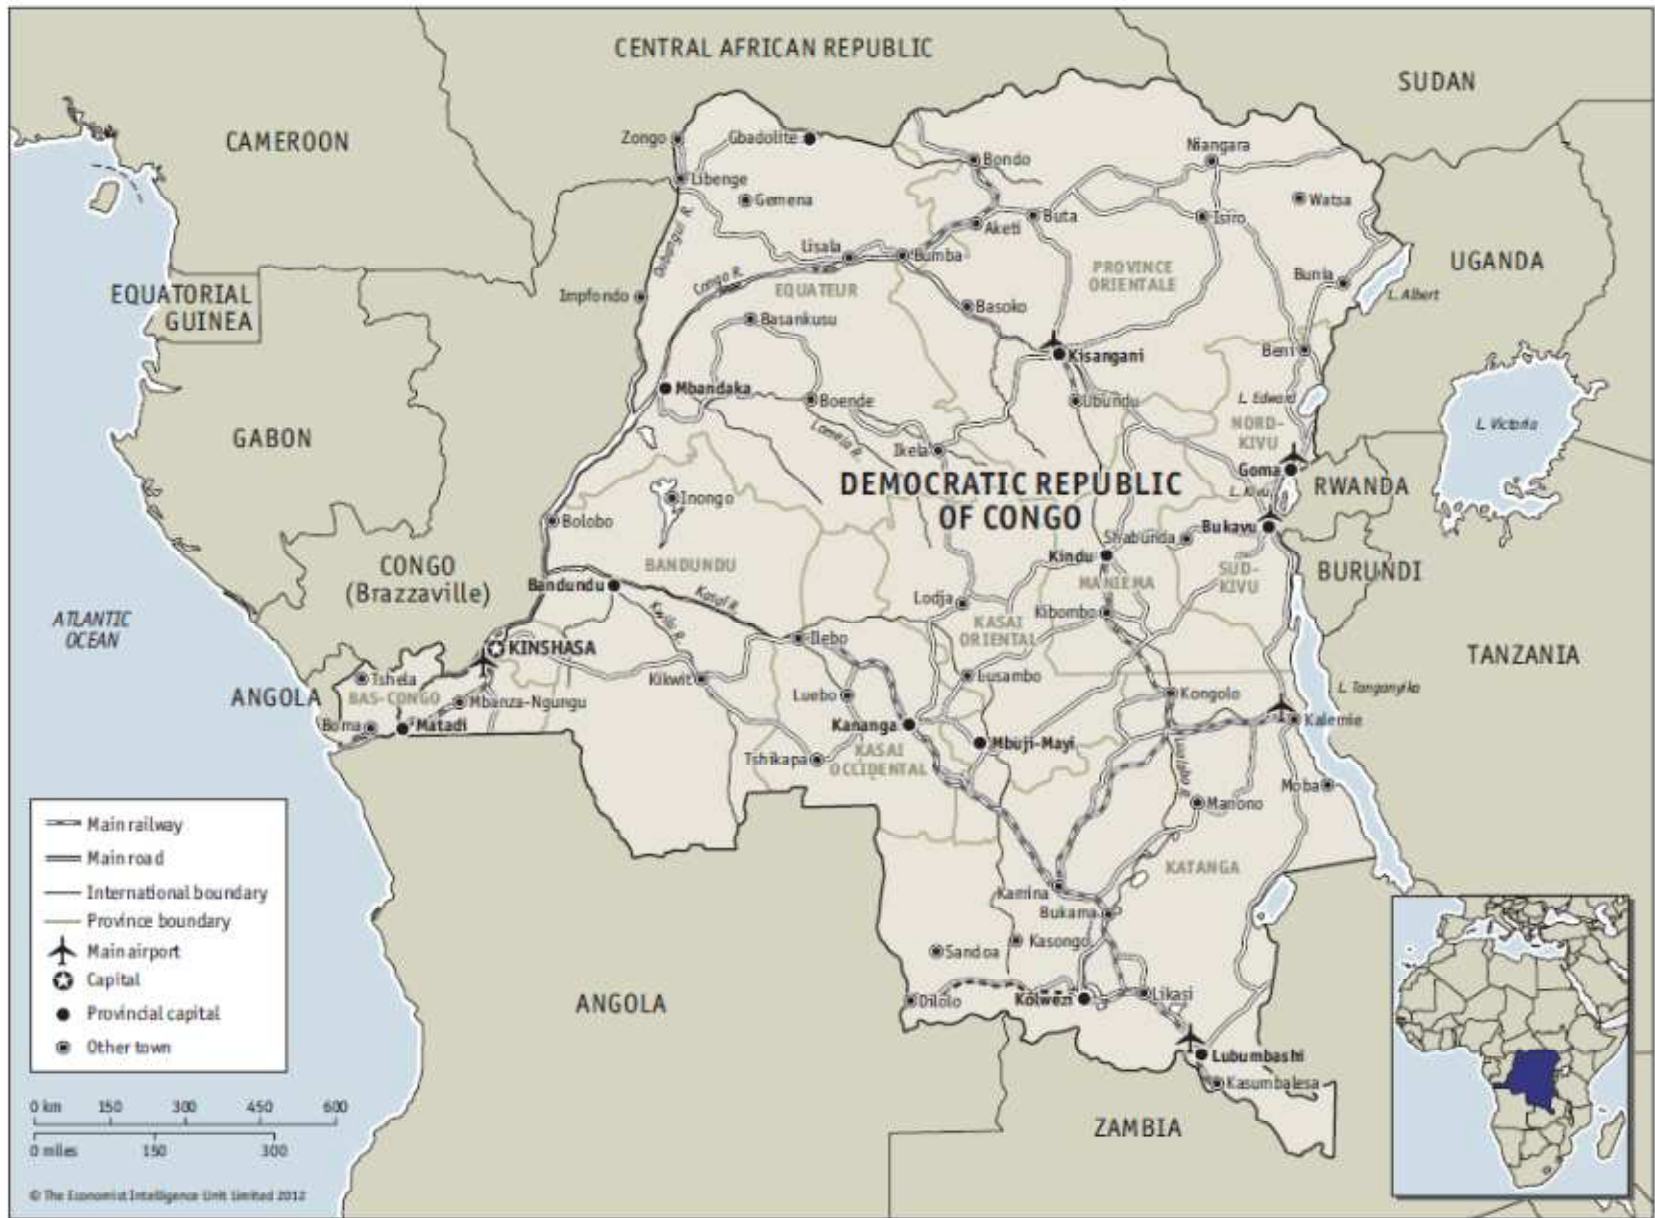 CENTRAL AFRICAN REPUBLIC
SUDAN
CAMEROON
Zongo
Gbadolite
Niangara
Bondo
Libenge
Gemena
Watsa
Buta
Isiro
Aketi
Oubangui R.
Lisala
Bumba
UGANDA
PROVINCE
ORIENTALE
Bunia
Congo R.
EQUATEUR
L. Albert
EQUATORIAL
GUINEA
Impfondo
Basoko
Basankusu
Kisangani
Beni
Mbandaka
Boende
Ubundu
L. Edward
L. Victoria
GABON
NORD-
KIVU
Lomela R.
Ikela
Goma
DEMOCRATIC REPUBLIC
OF CONGO
L. Kivu
RWANDA
Inongo
Bolobo
Bukavu
Shabunda
Kindu
CONGO
(Brazzaville)
BANDUNDU
MANIEMA
SUD-
KIVU
BURUNDI
Bandundu
Kasai R.
Kwilu R.
Lodja
Kibombo
KASAI
ORIENTAL
ATLANTIC
OCEAN
Ilebo
KINSHASA
TANZANIA
Tshela
Kikwit
Lusambo
L. Tanganyika
ANGOLA
BAS-CONGO
Mbanza-Ngungu
Luebo
Kongolo
Boma
Matadi
Kananga
Kalemie
Mbuji-Mayi
Tshikapa
KASAI
OCCIDENTAL
Lualaba R.
Moba
Manono
KATANGA
Kamina
Bukama
Kasongo
Sandoa
ANGOLA
Dilolo
Kolwezi
Likasi
Lubumbashi
Kasumbalesa
ZAMBIA
Main railway
Main road
International boundary
Province boundary
Main airport
Capital
Provincial capital
Other town
0 km 150 300 450 600
0 miles 150 300
© The Economist Intelligence Unit Limited 2012